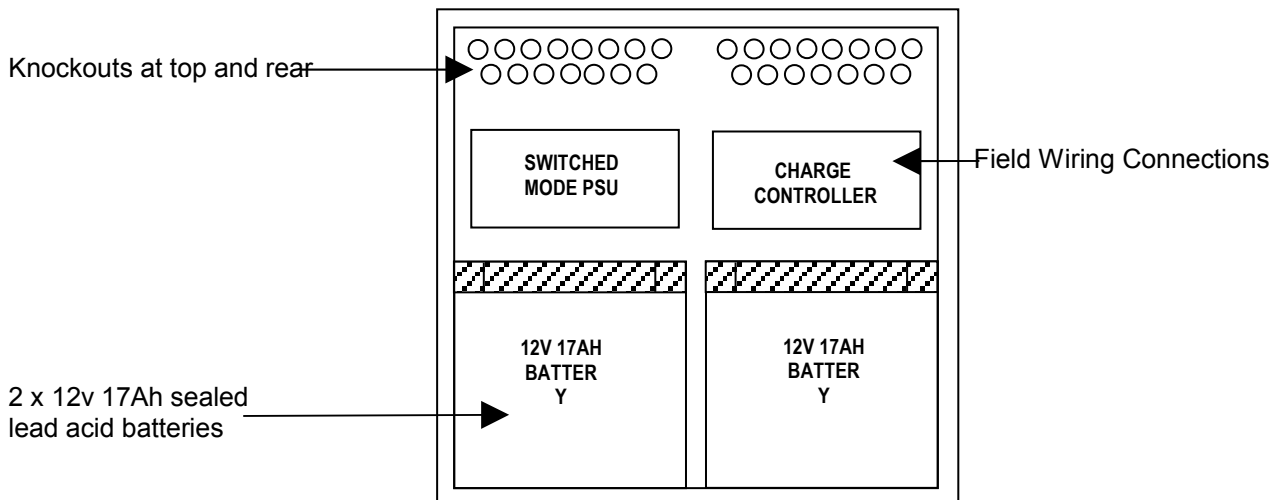 Knockouts at top and rear
SWITCHED
MODE PSU
CHARGE
CONTROLLER
Field Wiring Connections
12V 17AH
BATTER
Y
12V 17AH
BATTER
Y
2 x 12v 17Ah sealed
lead acid batteries